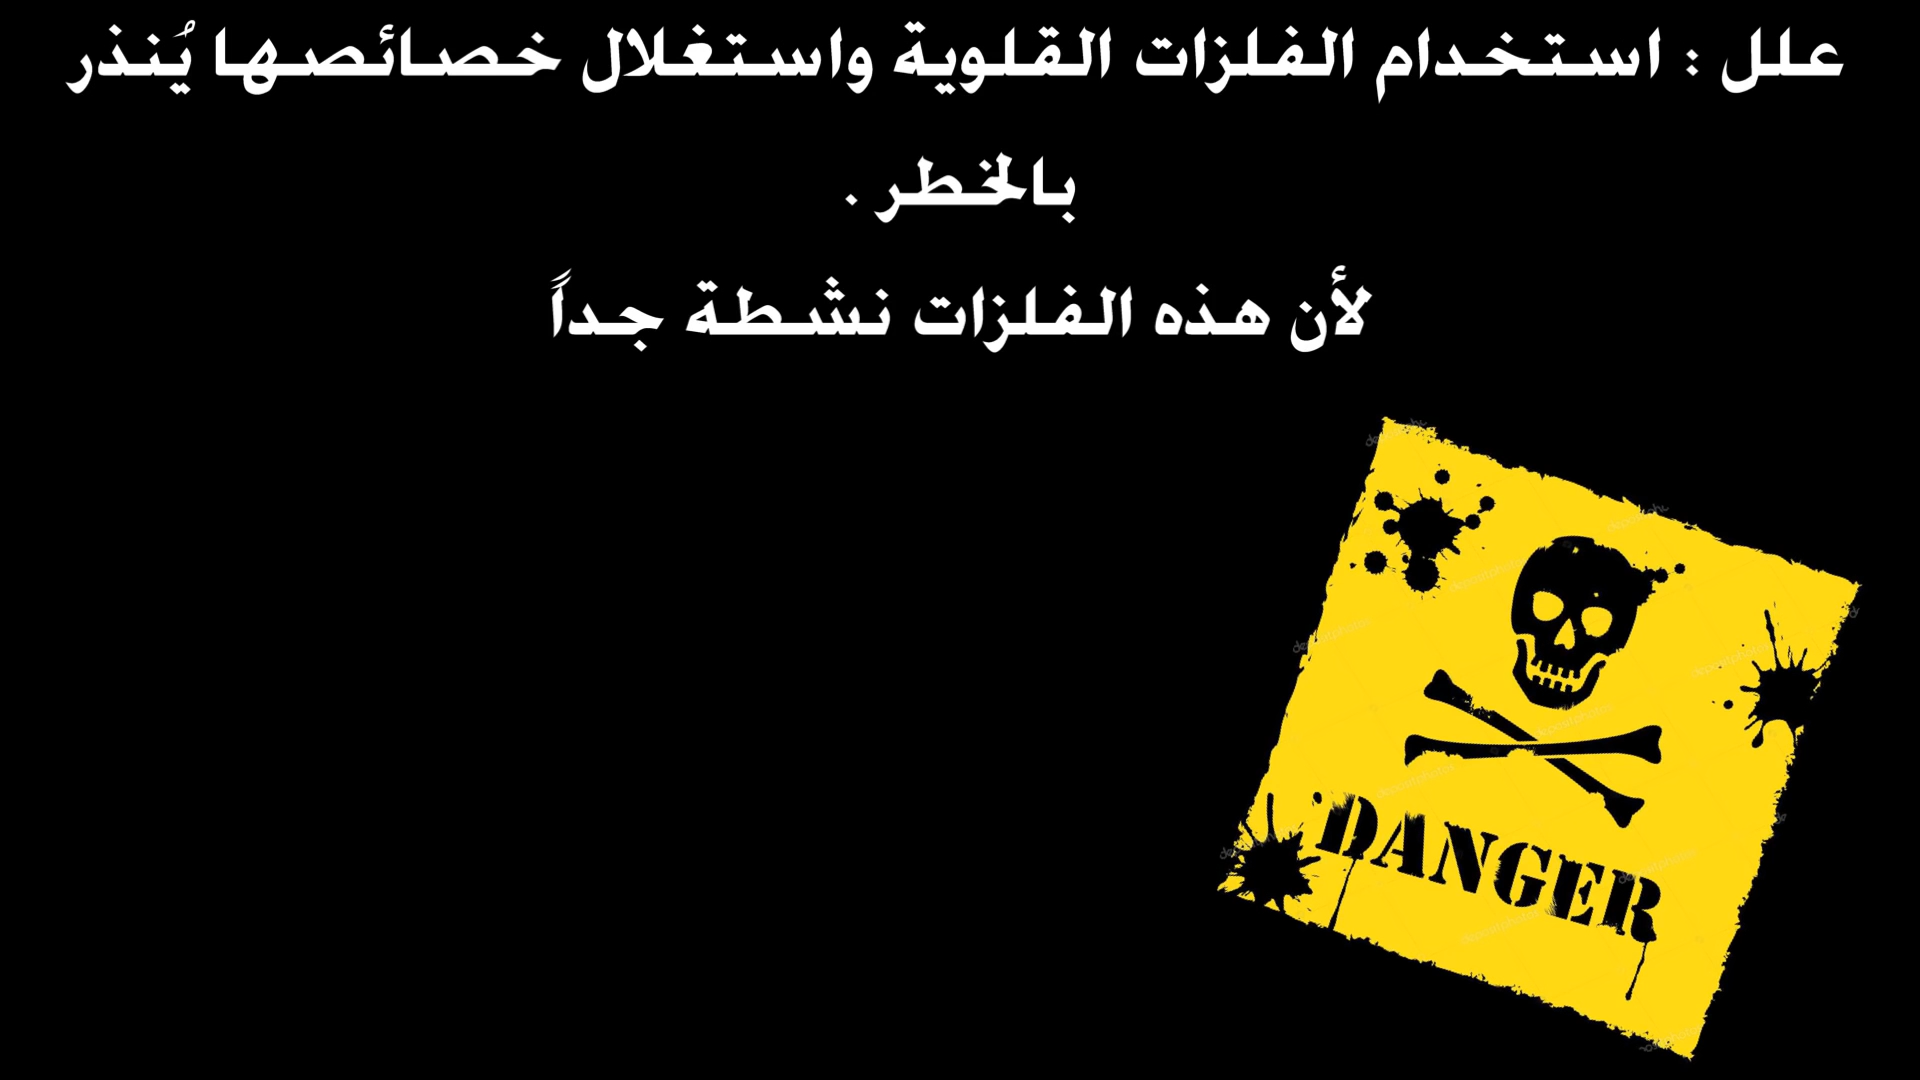 علل : استخدام الفلزات القلوية واستغلال خصائصها يُنذر
بالخطر .
لأن هذه الفلزات نشطة جداً
DANGER